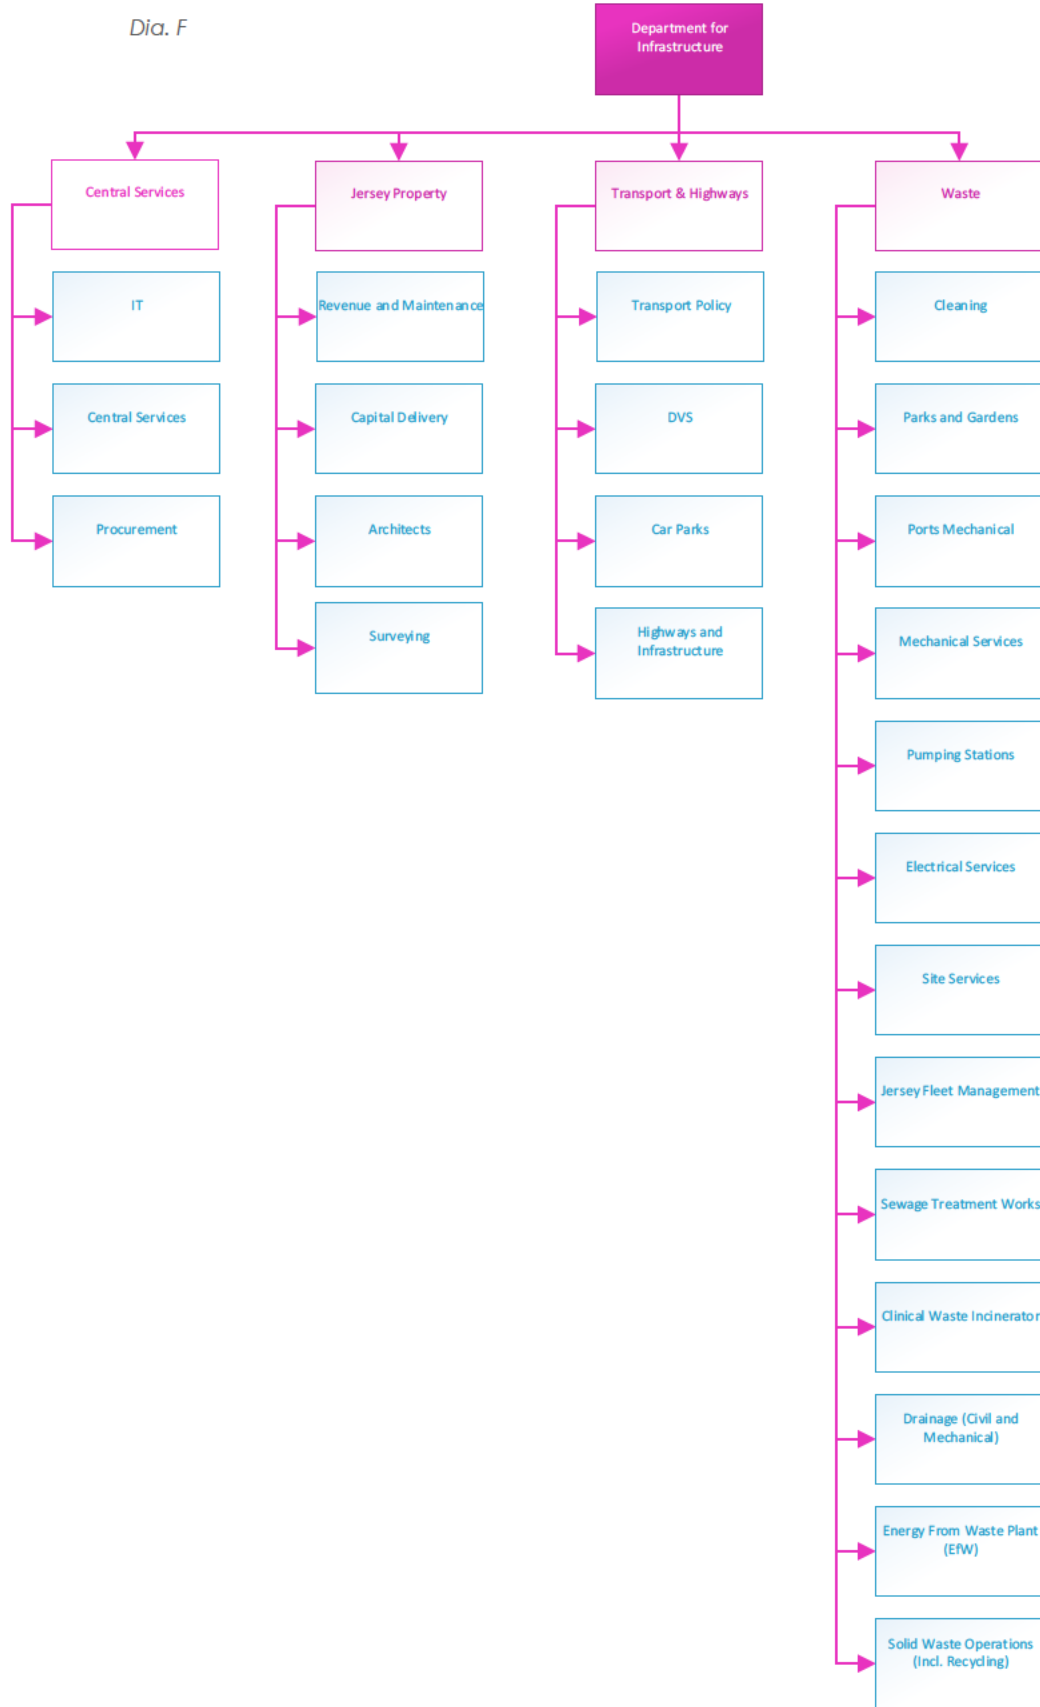 Dia. F
Department for
Infrastructure
Central Services
Jersey Property
Transport & Highways
Waste
IT
Revenue and Maintenance
Transport Policy
Cleaning
Central Services
Capital Delivery
DVS
Parks and Gardens
Procurement
Architects
Car Parks
Ports Mechanical
Surveying
Highways and
Infrastructure
Mechanical Services
Pumping Stations
Electrical Services
Site Services
Jersey Fleet Management
Sewage Treatment Works
Clinical Waste Incinerator
Drainage (Civil and
Mechanical)
Energy From Waste Plant
(EfW)
Solid Waste Operations
(Incl. Recycling)